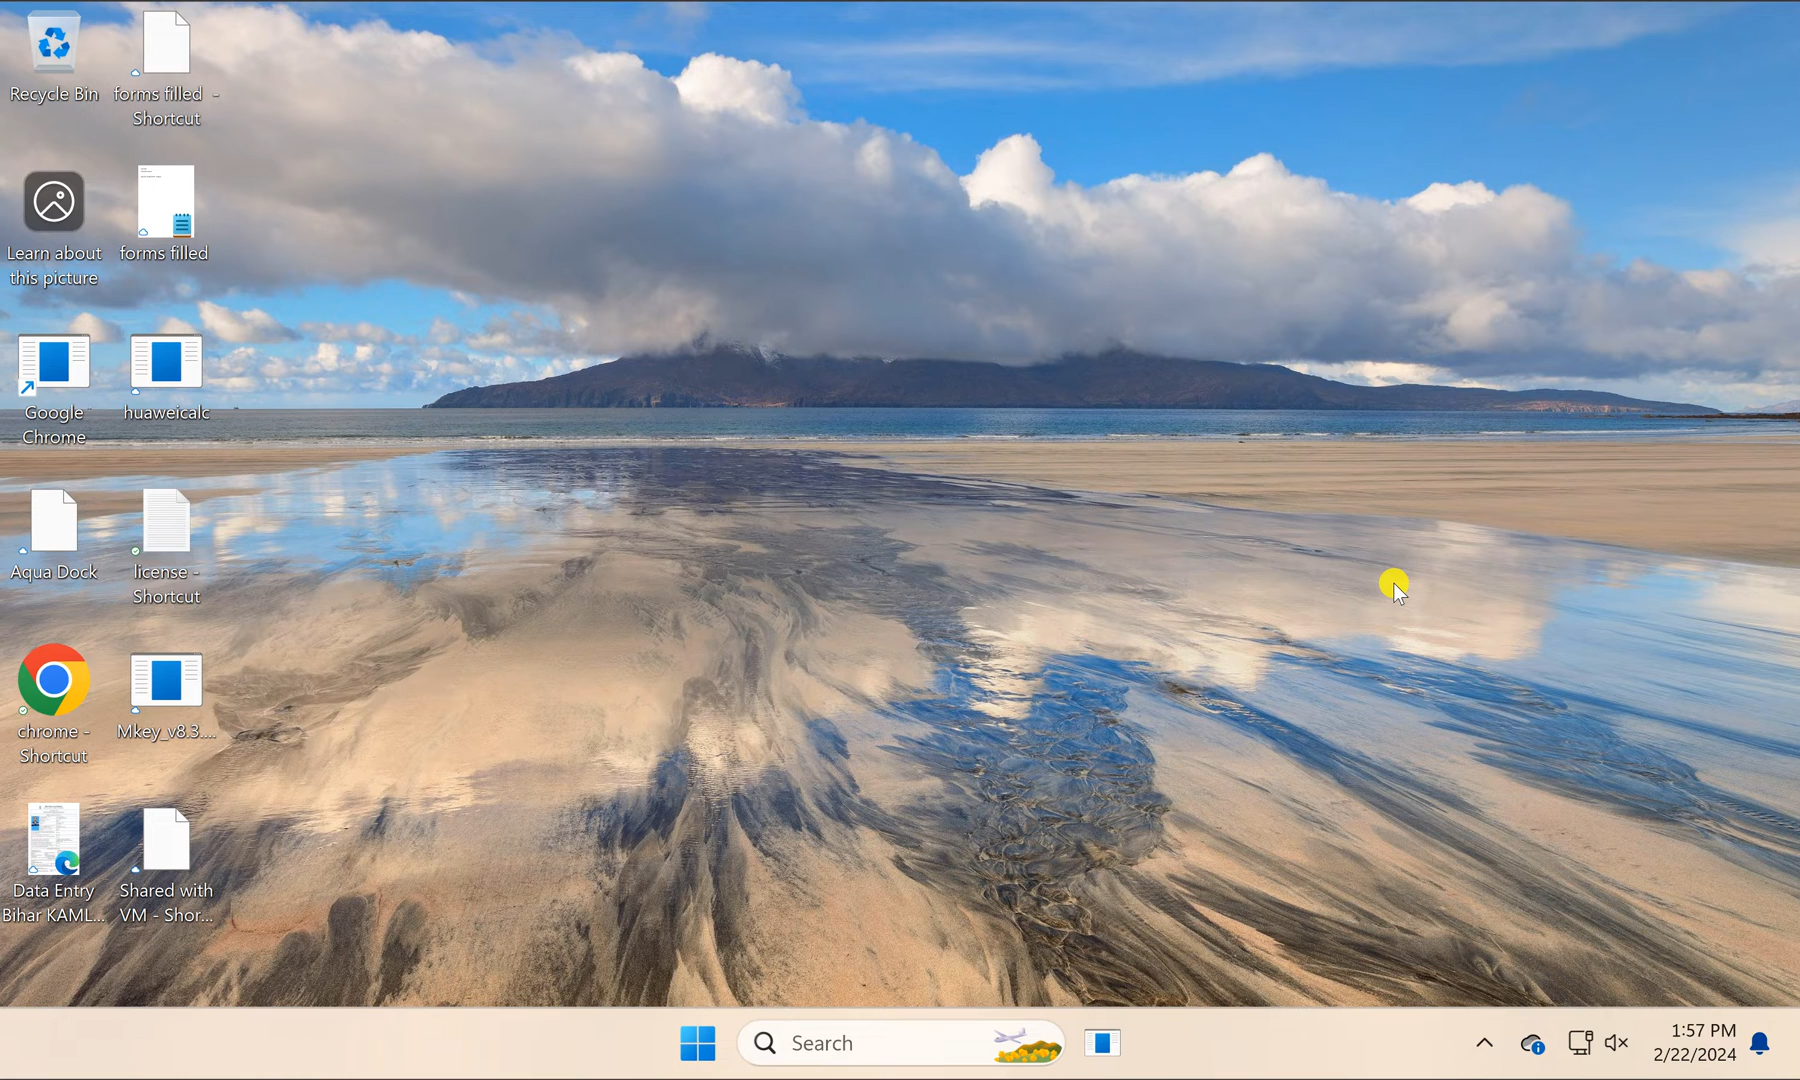 Recycle Bin
forms filled -
Shortcut
Learn about
this picture
forms filled
Google
Chrome
huaweicalc
Aqua Dock
license -
Shortcut
chrome -
Shortcut
Mkey_v8.3....
Data Entry
Bihar KAML...
Shared with
VM - Shor...
Search
1:57 PM
2/22/2024